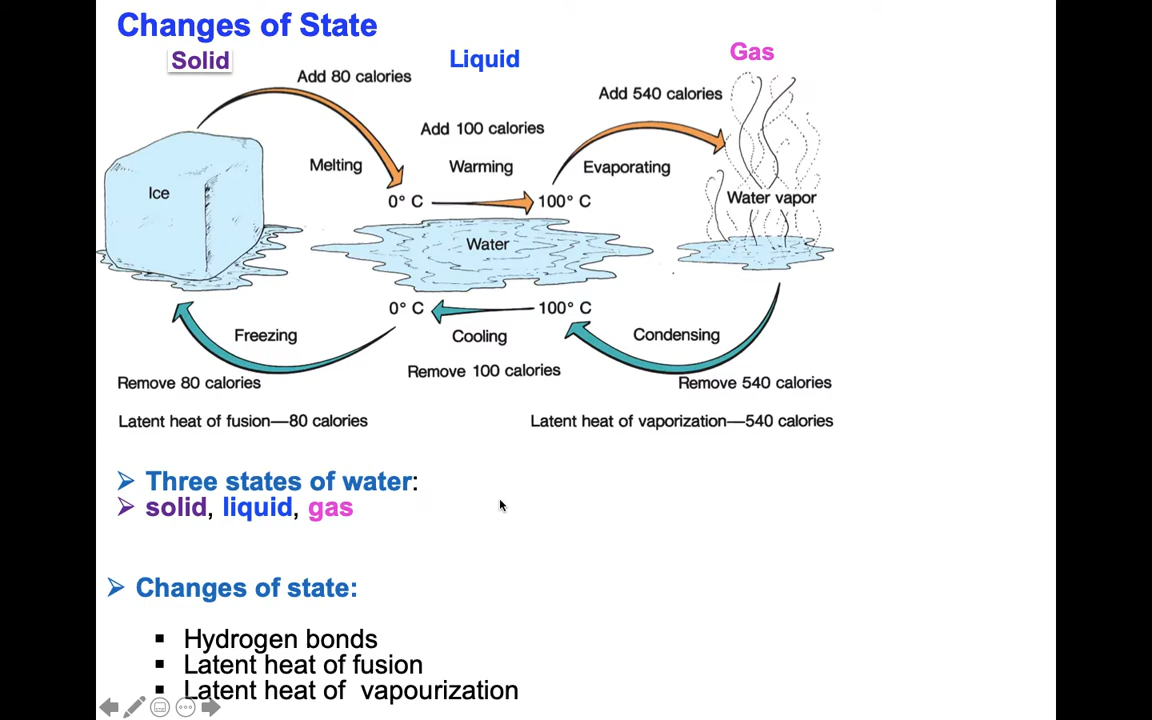 Changes of State
Solid
Liquid
Gas
Add 80 calories
Add 540 calories
Add 100 calories
Melting
Warming
Evaporating
Ice
0° C
100° C
Water vapor
Water
0° C
100° C
Freezing
Cooling
Condensing
Remove 80 calories
Remove 100 calories
Remove 540 calories
Latent heat of fusion—80 calories
Latent heat of vaporization—540 calories
➢ Three states of water:
➢ solid, liquid, gas
➢ Changes of state:
▪ Hydrogen bonds
▪ Latent heat of fusion
▪ Latent heat of vapourization